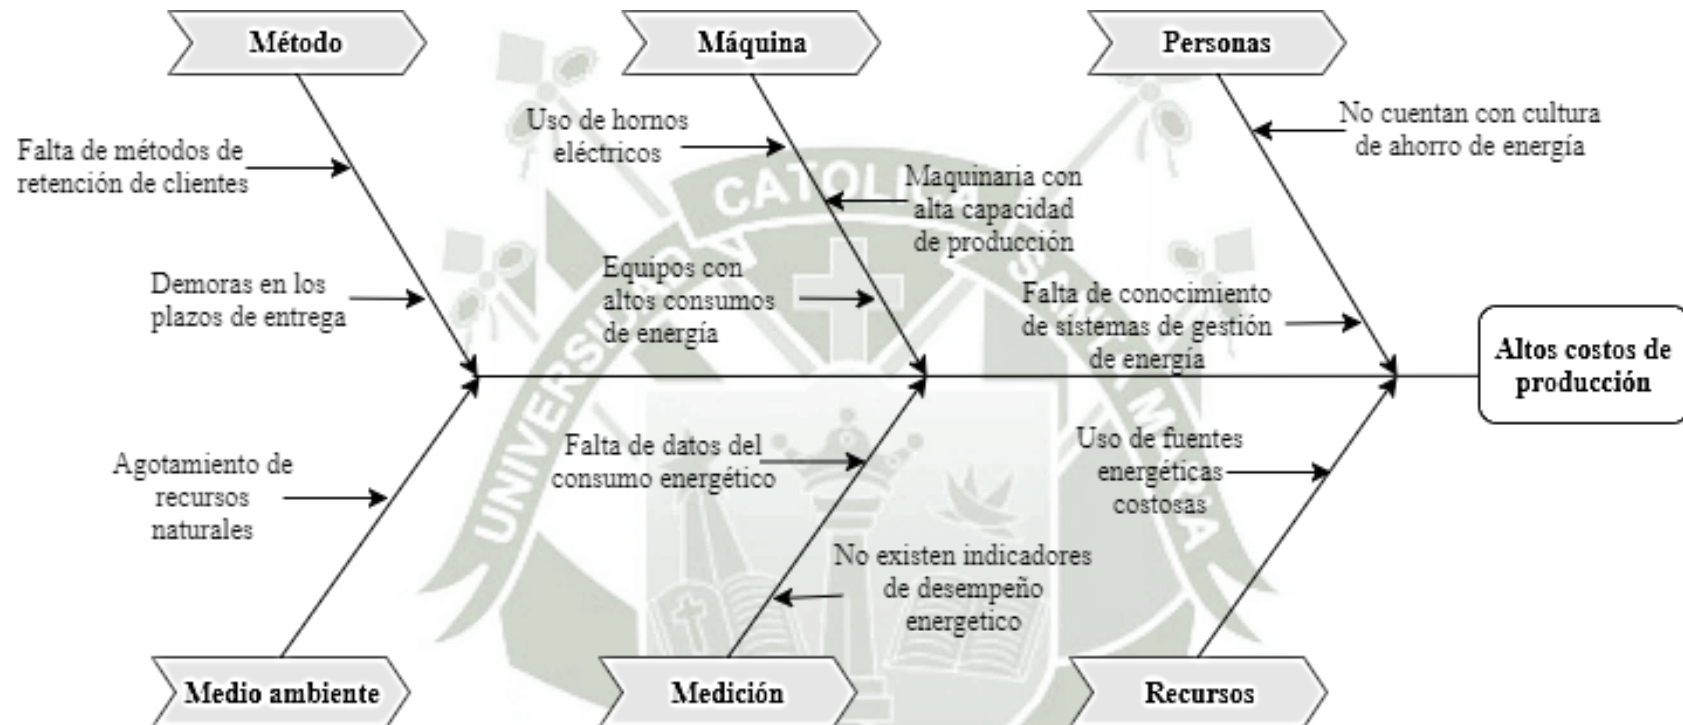 Método
Máquina
Personas
Falta de métodos de
retención de clientes
Demoras en los
plazos de entrega
Uso de hornos
eléctricos
Maquinaria con
alta capacidad
de producción
Equipos con
altos consumos
de energía
No cuentan con cultura
de ahorro de energía
Falta de conocimiento
de sistemas de gestión
de energía
Altos costos de
producción
Agotamiento de
recursos
naturales
Falta de datos del
consumo energético
No existen indicadores
de desempeño
energetico
Uso de fuentes
energéticas
costosas
Medio ambiente
Medición
Recursos
UNIVERSIDAD CATOLICA SANTA MARIA